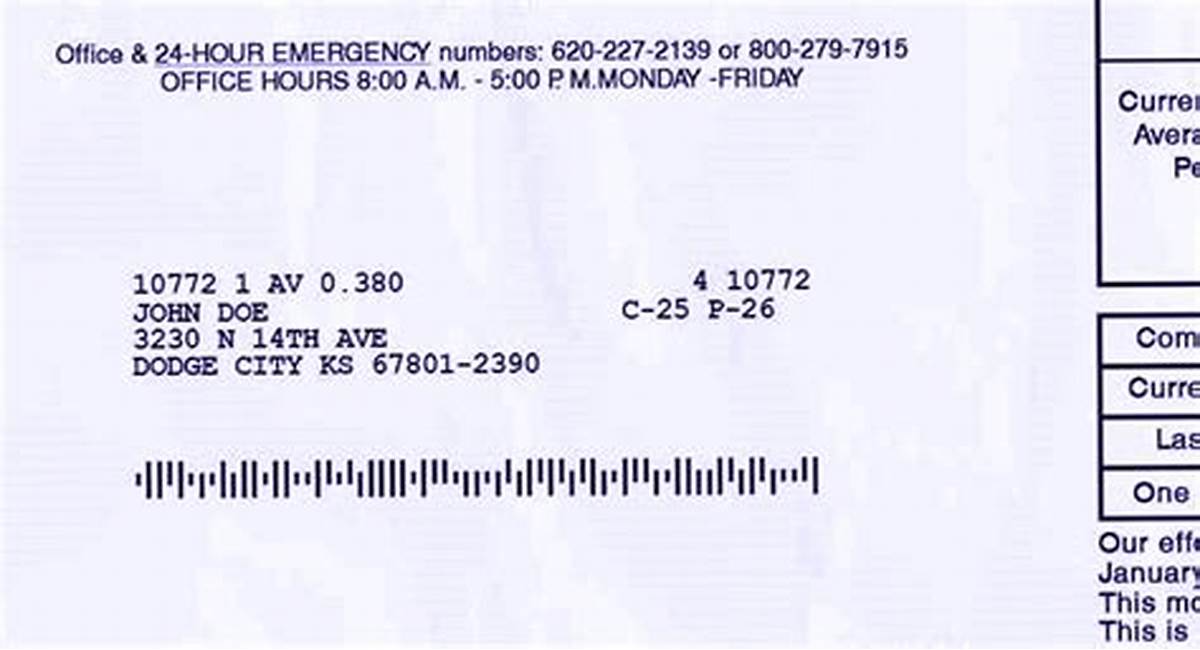 Office & 24-HOUR EMERGENCY numbers: 620-227-2139 or 800-279-7915
OFFICE HOURS 8:00 A.M. - 5:00 P. M.MONDAY -FRIDAY
10772 1 AV 0.380 4 10772
JOHN DOE C-25 P-26
3230 N 14TH AVE
DODGE CITY KS 67801-2390
Curre
Avera
Pe
Com
Curre
Las
One
Our eff
January
This mo
This is